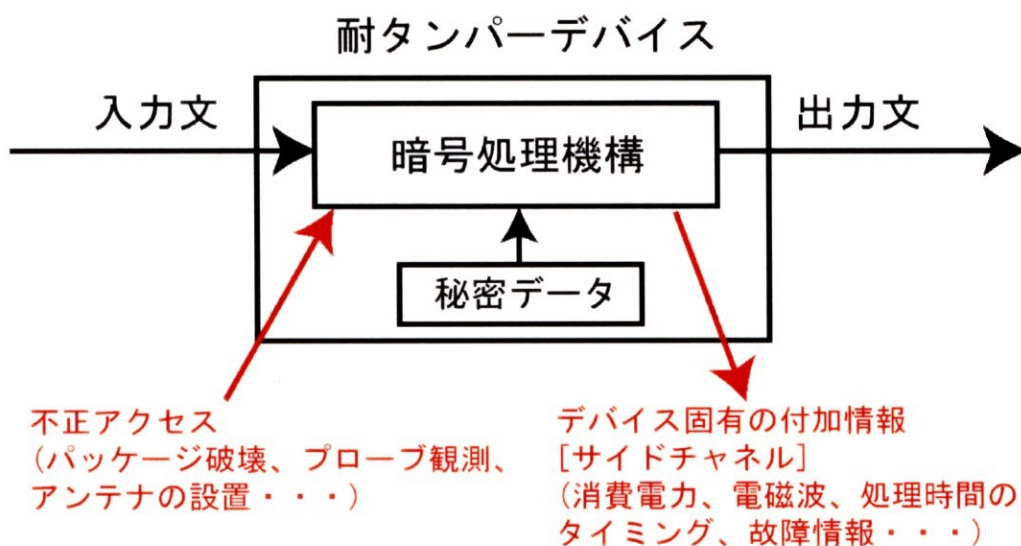 耐タンパーデバイス
入力文
出力文
暗号処理機構
秘密データ
不正アクセス
(パッケージ破壊、プローブ観測、
アンテナの設置・・・)
デバイス固有の付加情報
[サイドチャネル]
(消費電力、電磁波、処理時間の
タイミング、故障情報・・・)